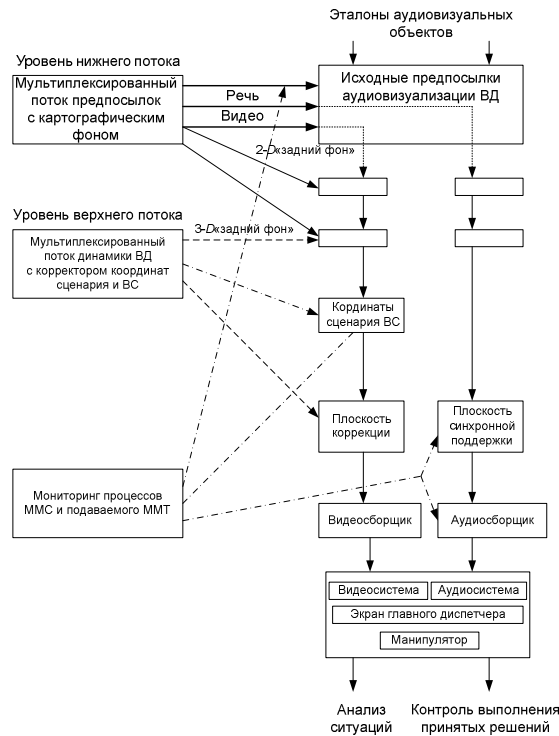 Эталоны аудиовизуальных
объектов
Уровень нижнего потока
Мультиплексированный
поток предпосылок
с картографическим
фоном
Речь
Видео
Исходные предпосылки
аудиовизуализации ВД
2-D«задний фон»
Уровень верхнего потока
Мультиплексированный
поток динамики ВД
с корректором координат
сценария и ВС
3-D«задний фон»
Кординаты
сценария ВС
Плоскость
коррекции
Плоскость
синхронной
поддержки
Мониторинг процессов
ММС и подаваемого ММТ
Видеосборщик
Аудиосборщик
Видеосистема
Аудиосистема
Экран главного диспетчера
Манипулятор
Анализ
ситуаций
Контроль выполнения
принятых решений